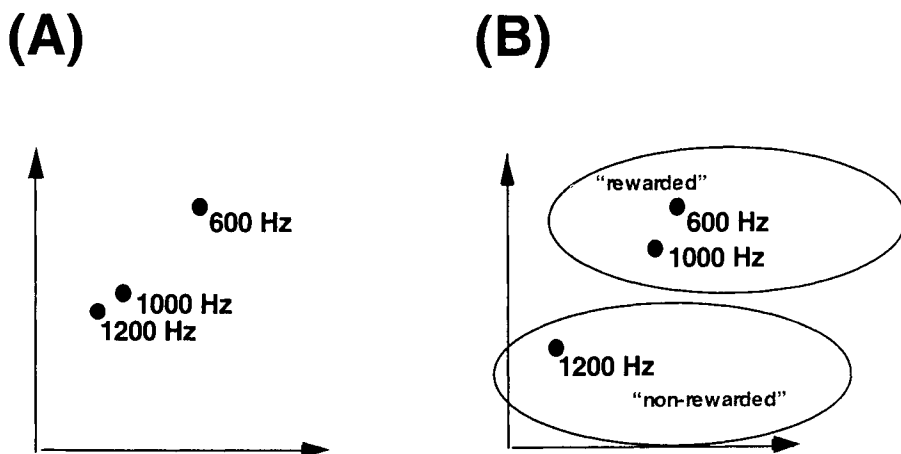 (A)
600 Hz
1000 Hz
1200 Hz
(B)
"rewarded"
600 Hz
1000 Hz
1200 Hz
"non-rewarded"